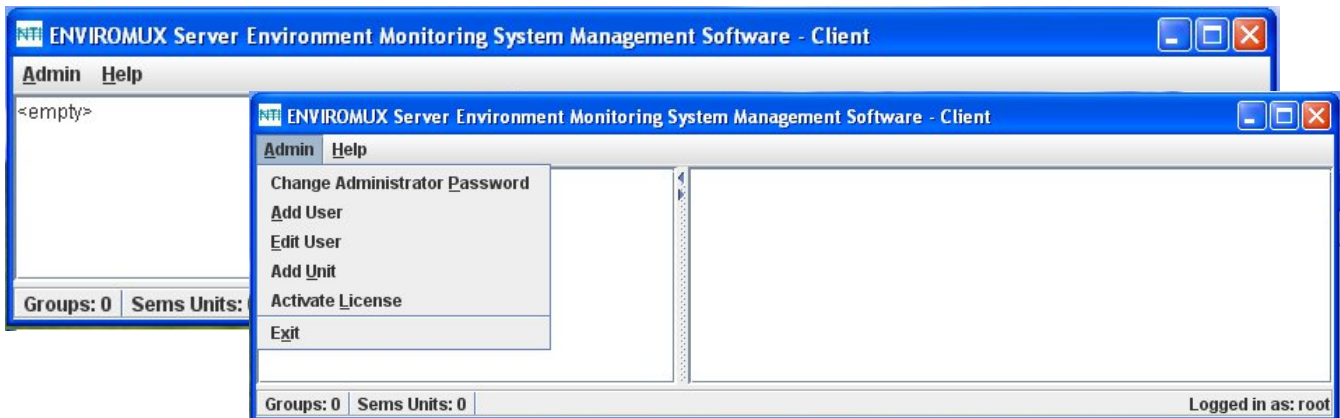 NTI ENVIROMUX Server Environment Monitoring System Management Software - Client
Admin Help
<empty>
Groups: 0 Sems Units:
NTI ENVIROMUX Server Environment Monitoring System Management Software - Client
Admin Help
Change Administrator Password
Add User
Edit User
Add Unit
Activate License
Exit
Groups: 0 Sems Units: 0 Logged in as: root